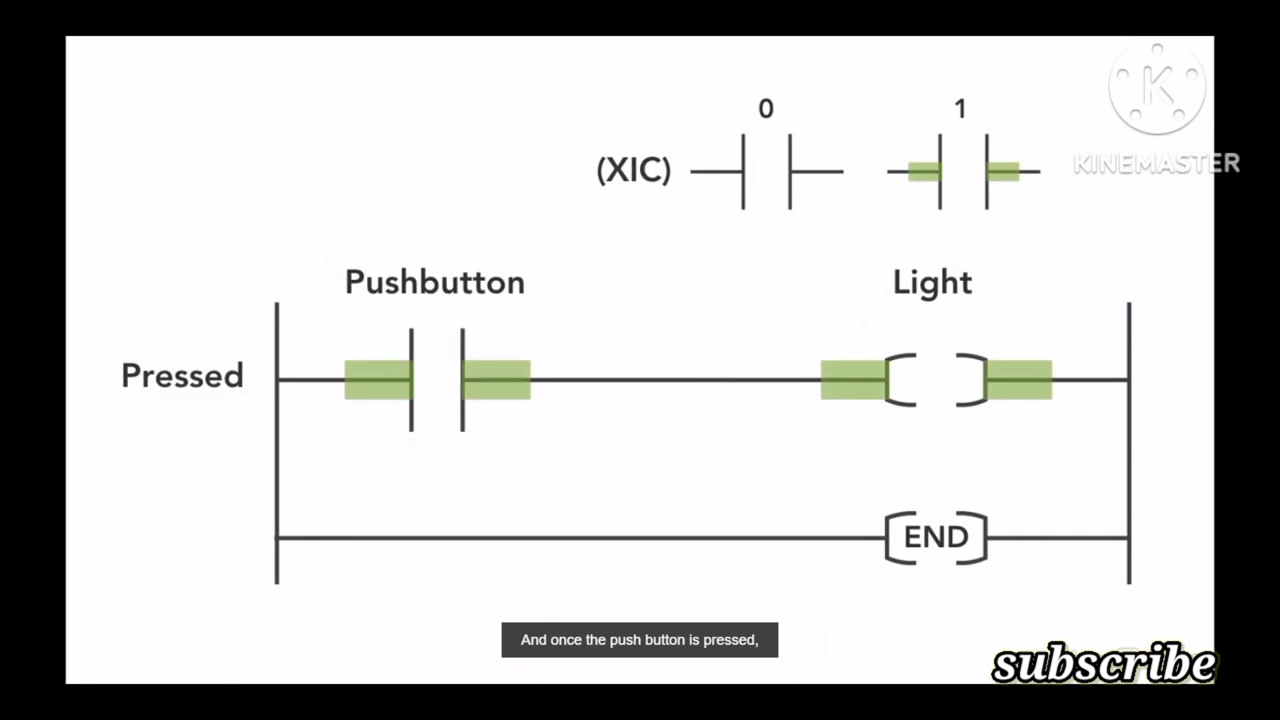 0 1
K
(XIC)
KINEMASTER
Pushbutton Light
Pressed
END
And once the push button is pressed,
subscribe